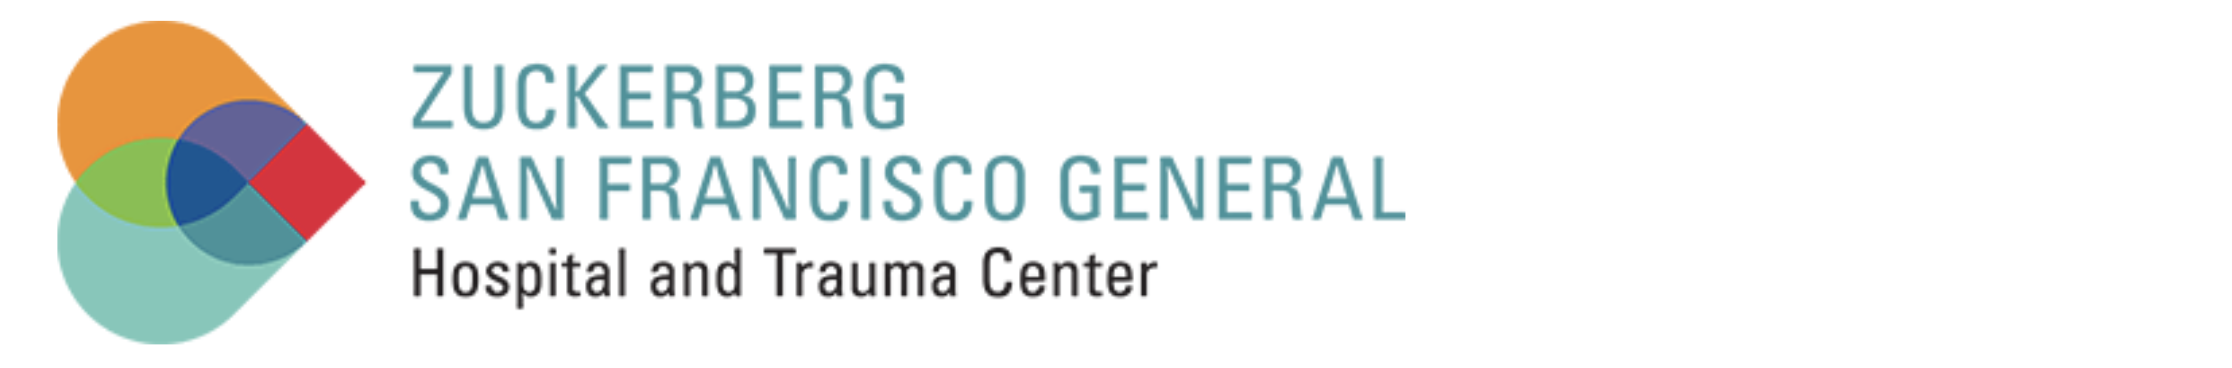 ZUCKERBERG
SAN FRANCISCO GENERAL
Hospital and Trauma Center